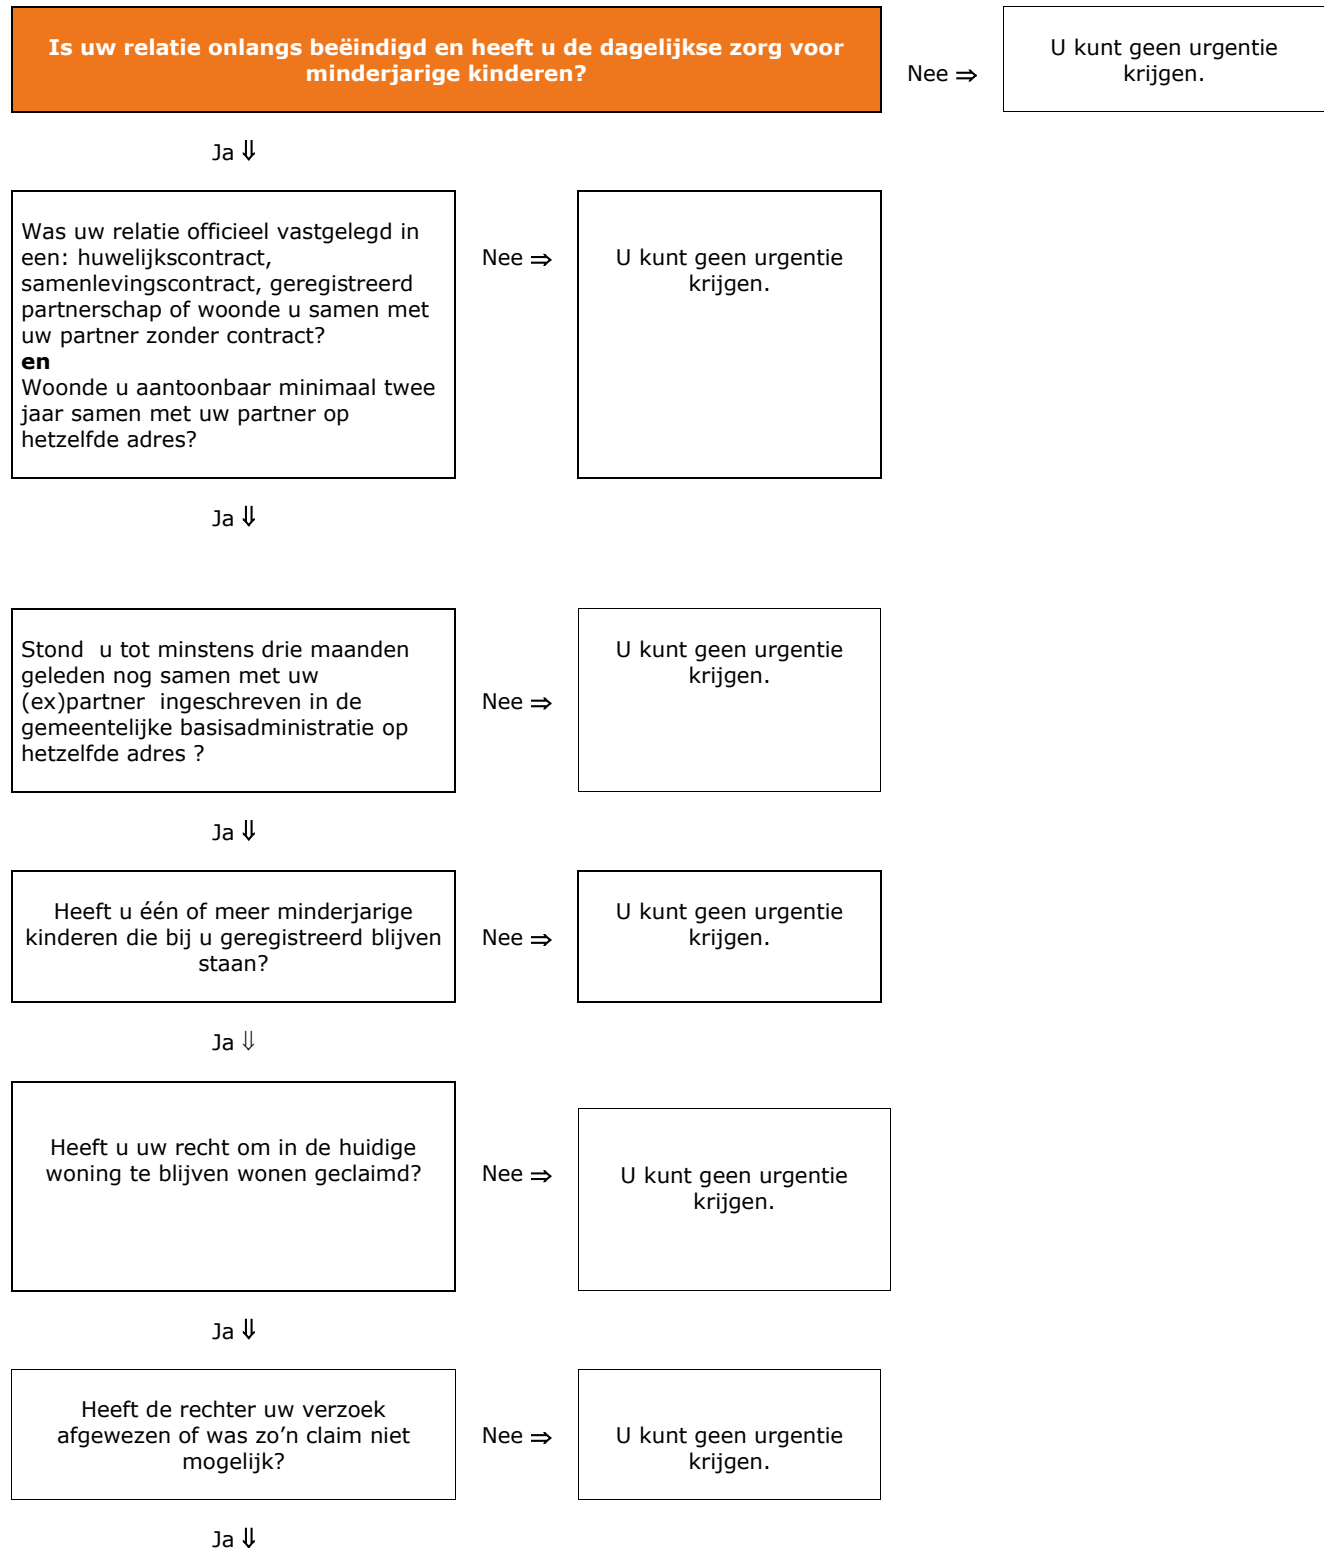 Is uw relatie onlangs beëindigd en heeft u de dagelijkse zorg voor
minderjarige kinderen?
Nee ⇒
U kunt geen urgentie
krijgen.
Ja ⇓
Was uw relatie officieel vastgelegd in
een: huwelijkscontract,
samenlevingscontract, geregistreerd
partnerschap of woonde u samen met
uw partner zonder contract?
en
Woonde u aantoonbaar minimaal twee
jaar samen met uw partner op
hetzelfde adres?
Nee ⇒
U kunt geen urgentie
krijgen.
Ja ⇓
Stond  u tot minstens drie maanden
geleden nog samen met uw
(ex)partner  ingeschreven in de
gemeentelijke basisadministratie op
hetzelfde adres ?
Nee ⇒
U kunt geen urgentie
krijgen.
Ja ⇓
Heeft u één of meer minderjarige
kinderen die bij u geregistreerd blijven
staan?
Nee ⇒
U kunt geen urgentie
krijgen.
Ja ⇓
Heeft u uw recht om in de huidige
woning te blijven wonen geclaimd?
Nee ⇒
U kunt geen urgentie
krijgen.
Ja ⇓
Heeft de rechter uw verzoek
afgewezen of was zo’n claim niet
mogelijk?
Nee ⇒
U kunt geen urgentie
krijgen.
Ja ⇓